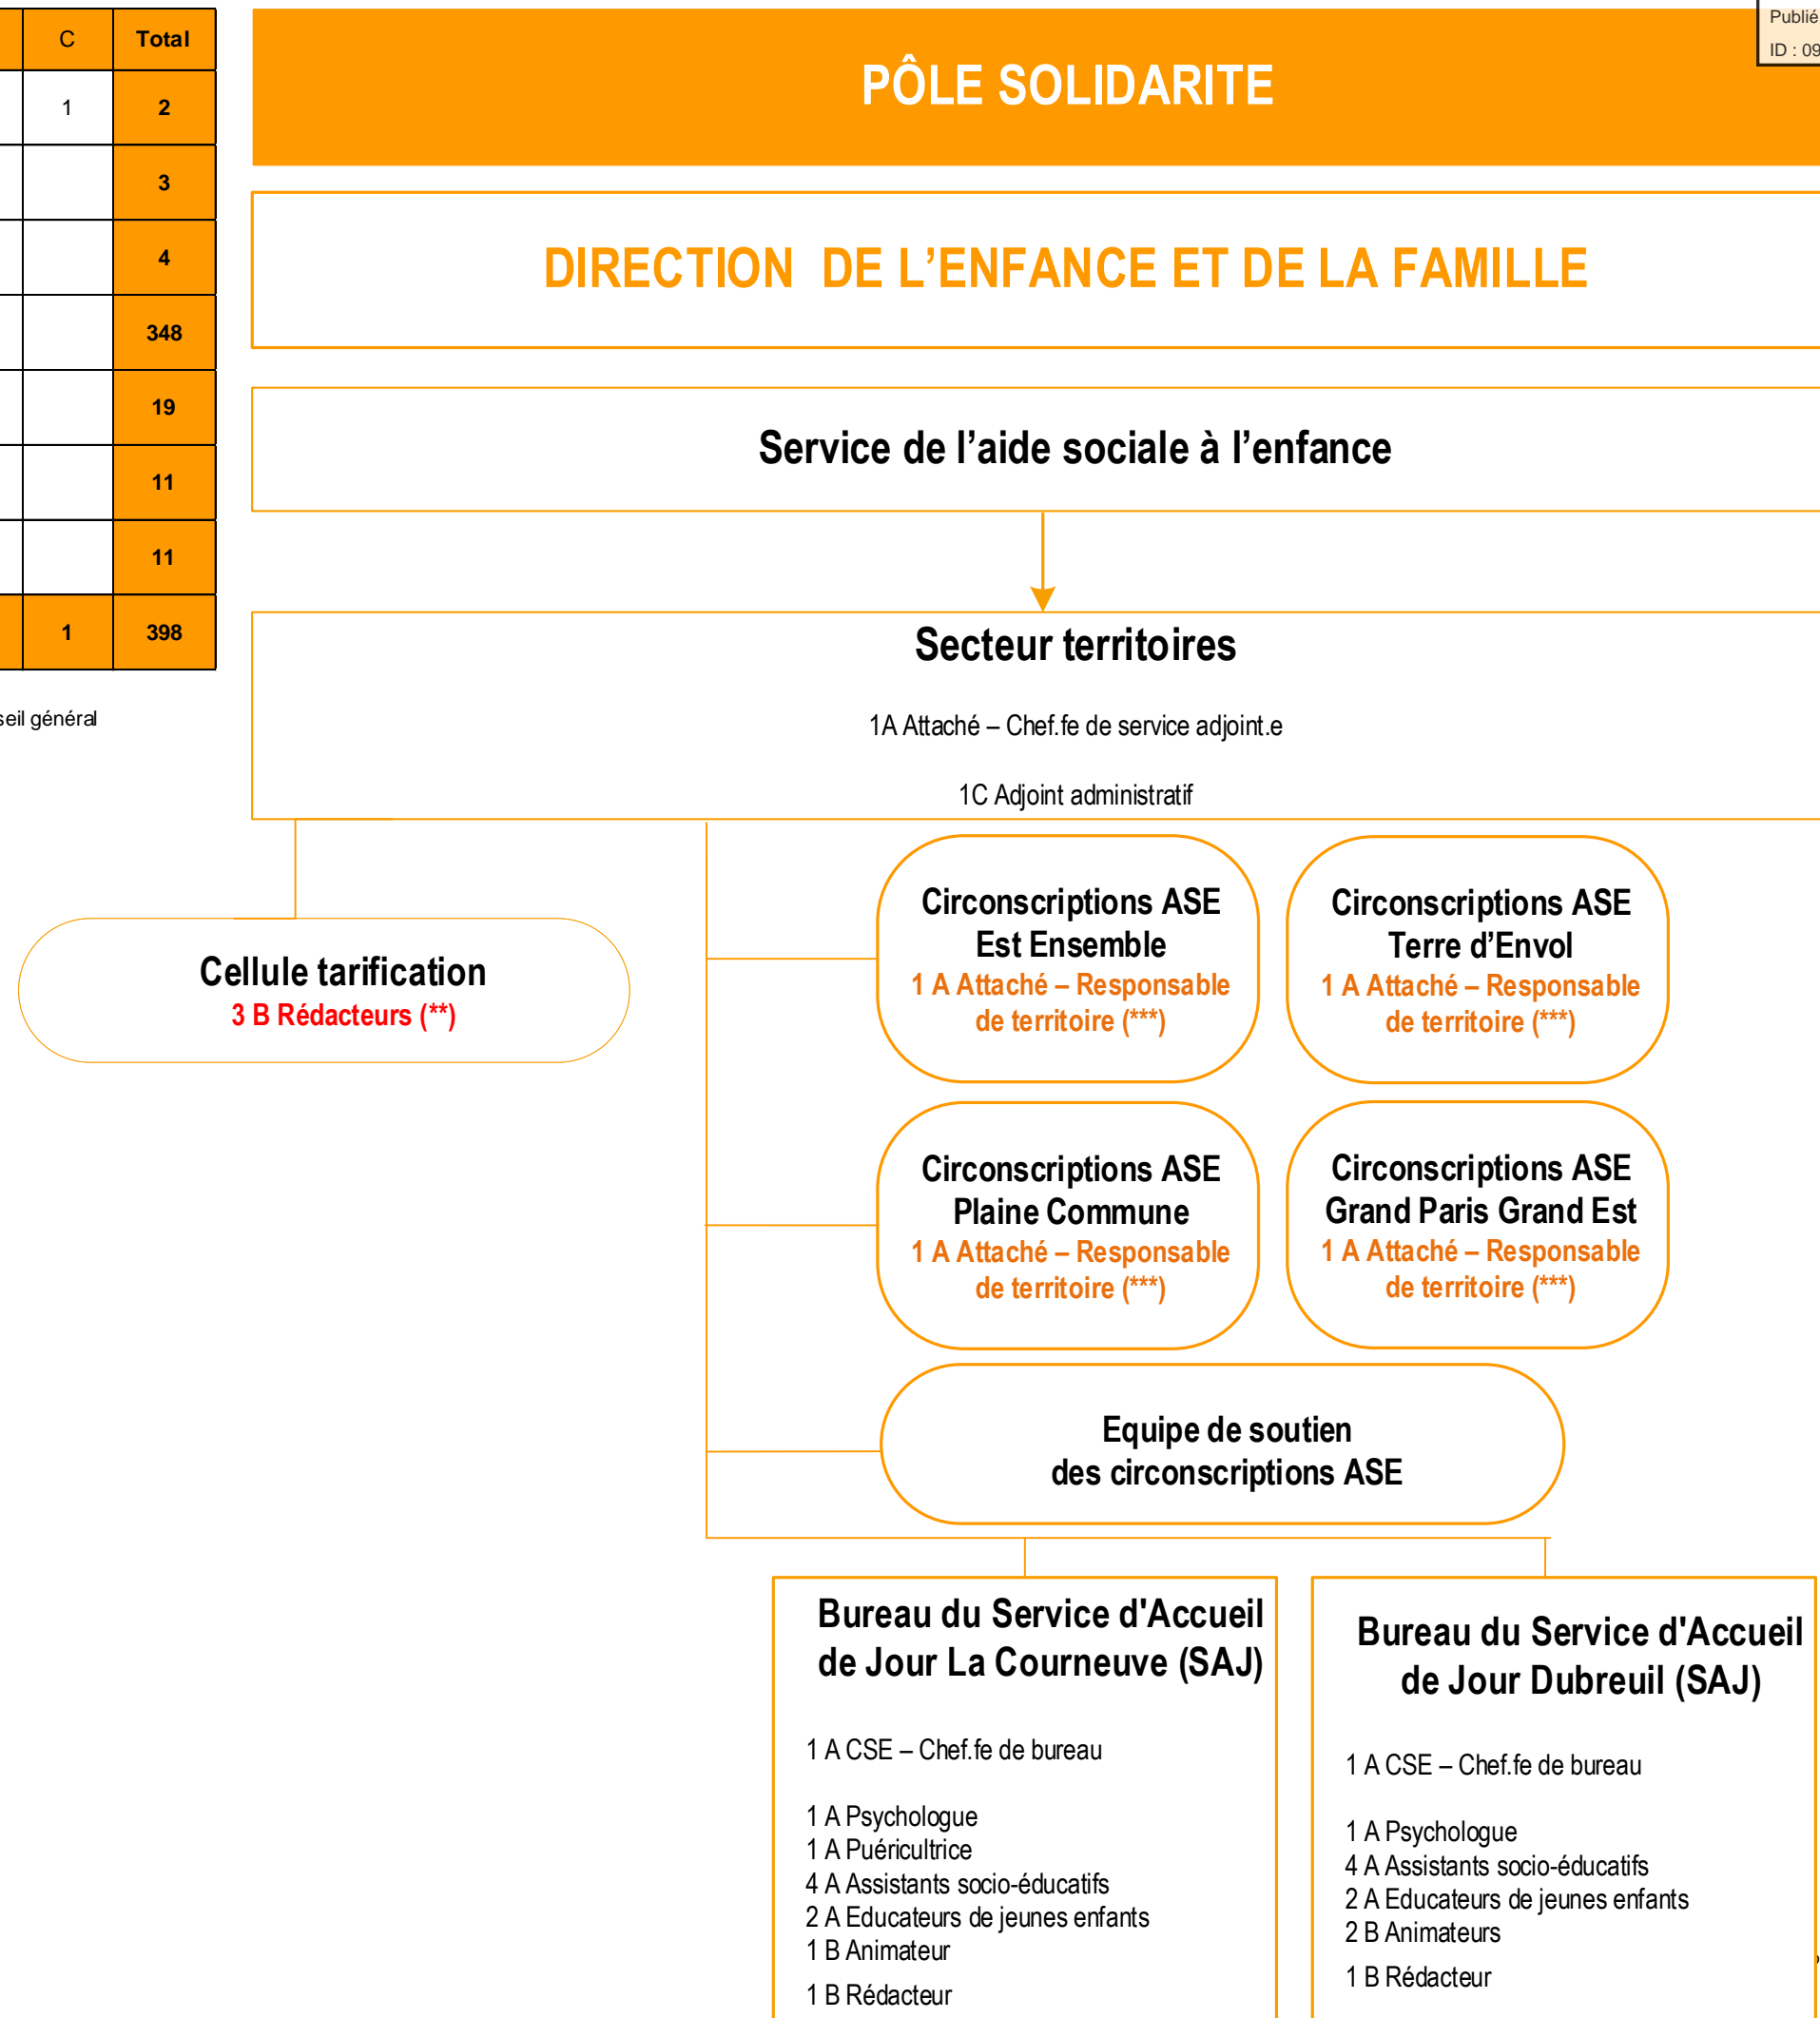 Publié
ID : 09
C Total
1 2
3
4
348
19
11
11
1 398
seil général
PÔLE SOLIDARITE
DIRECTION DE L’ENFANCE ET DE LA FAMILLE
Service de l’aide sociale à l’enfance
Secteur territoires
1A Attaché – Chef.fe de service adjoint.e
1C Adjoint administratif
Cellule tarification
3 B Rédacteurs (**)
Circonscriptions ASE
Est Ensemble
1 A Attaché – Responsable
de territoire (***)
Circonscriptions ASE
Terre d’Envol
1 A Attaché – Responsable
de territoire (***)
Circonscriptions ASE
Plaine Commune
1 A Attaché – Responsable
de territoire (***)
Circonscriptions ASE
Grand Paris Grand Est
1 A Attaché – Responsable
de territoire (***)
Equipe de soutien
des circonscriptions ASE
Bureau du Service d'Accueil
de Jour La Courneuve (SAJ)
1 A CSE – Chef.fe de bureau
1 A Psychologue
1 A Puéricultrice
4 A Assistants socio-éducatifs
2 A Educateurs de jeunes enfants
1 B Animateur
1 B Rédacteur
Bureau du Service d'Accueil
de Jour Dubreuil (SAJ)
1 A CSE – Chef.fe de bureau
1 A Psychologue
4 A Assistants socio-éducatifs
2 A Educateurs de jeunes enfants
2 B Animateurs
1 B Rédacteur